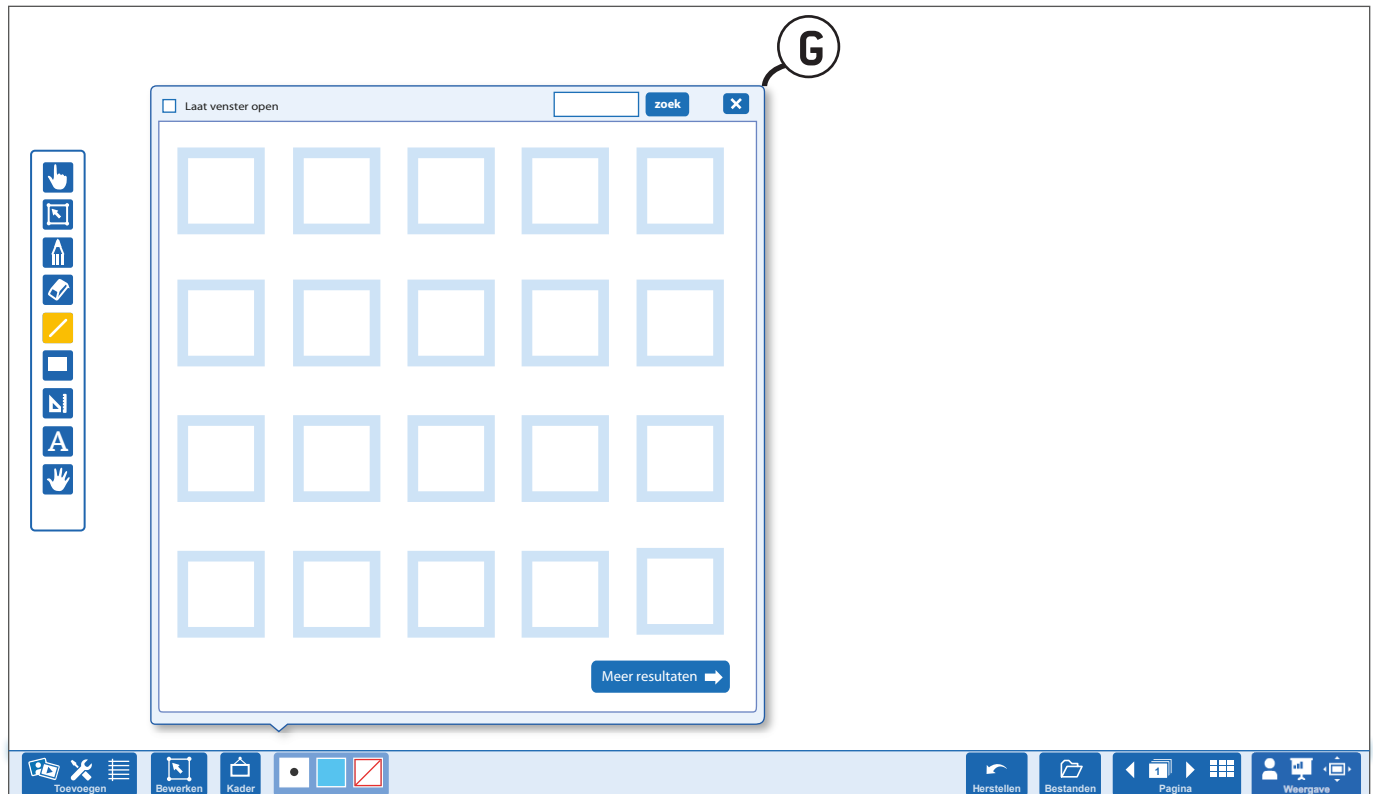 G
Laat venster open
zoek
A
Meer resultaten
1
Toevoegen
Bewerken
Kader
Herstellen
Bestanden
Pagina
Weergave